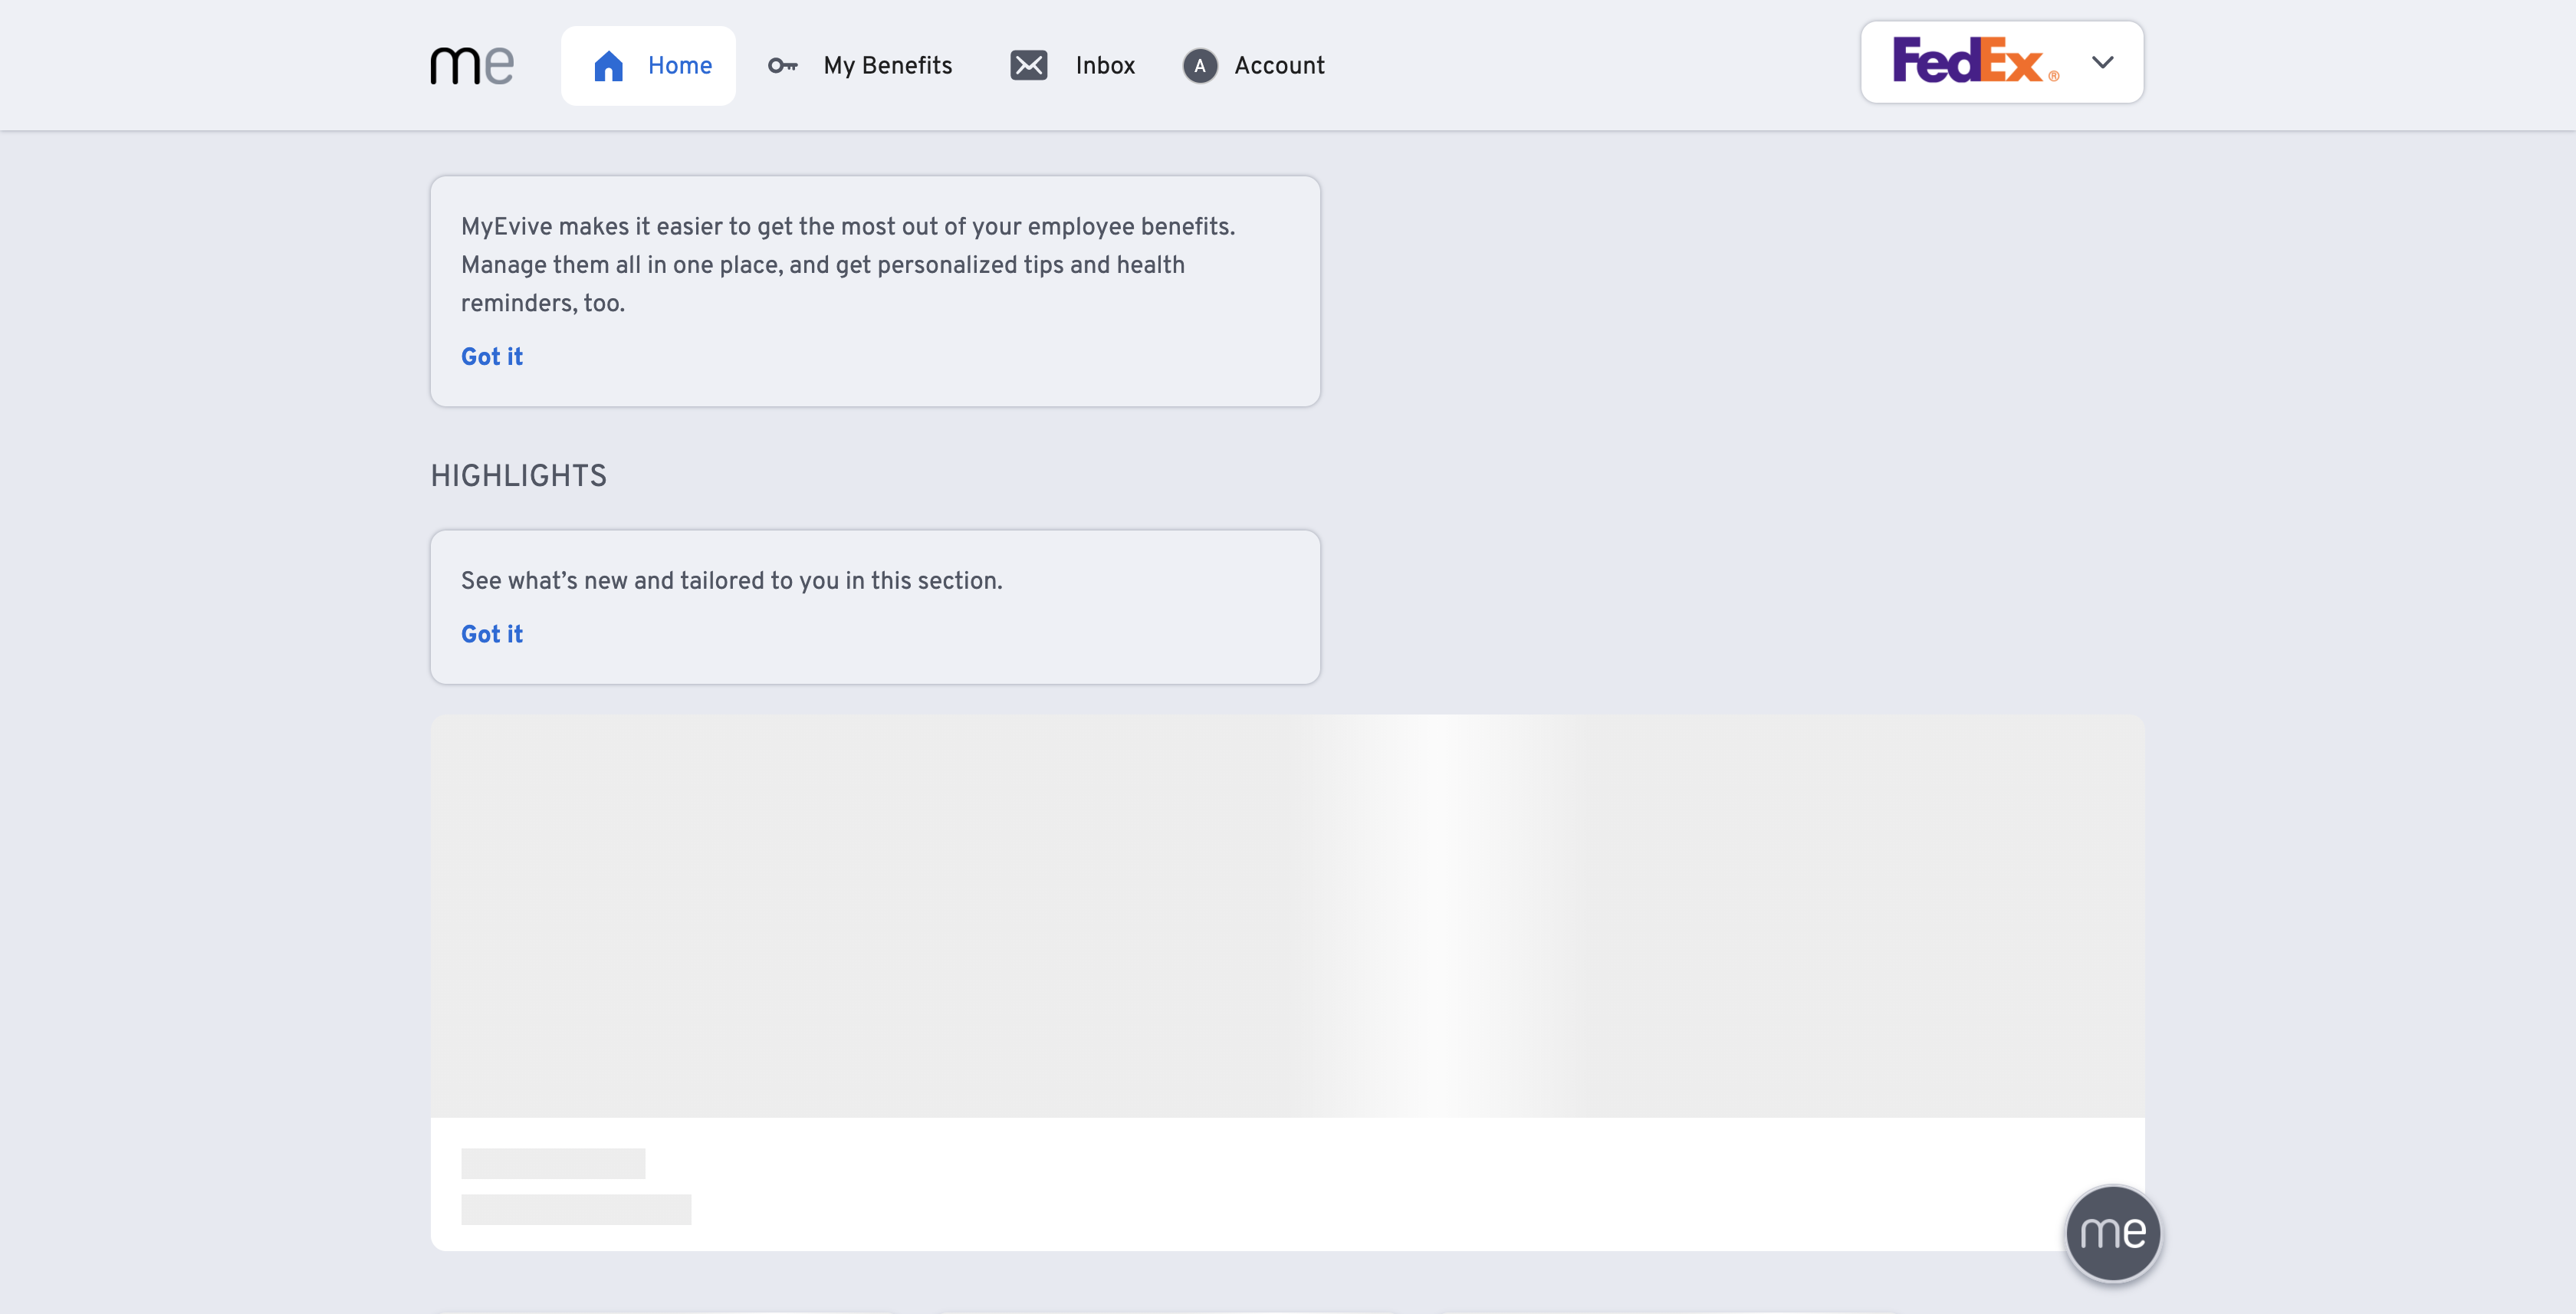 me
Home
My Benefits
Inbox
A
Account
FedEx®
MyEvive makes it easier to get the most out of your employee benefits.
Manage them all in one place, and get personalized tips and health
reminders, too.
Got it
HIGHLIGHTS
See what’s new and tailored to you in this section.
Got it
me